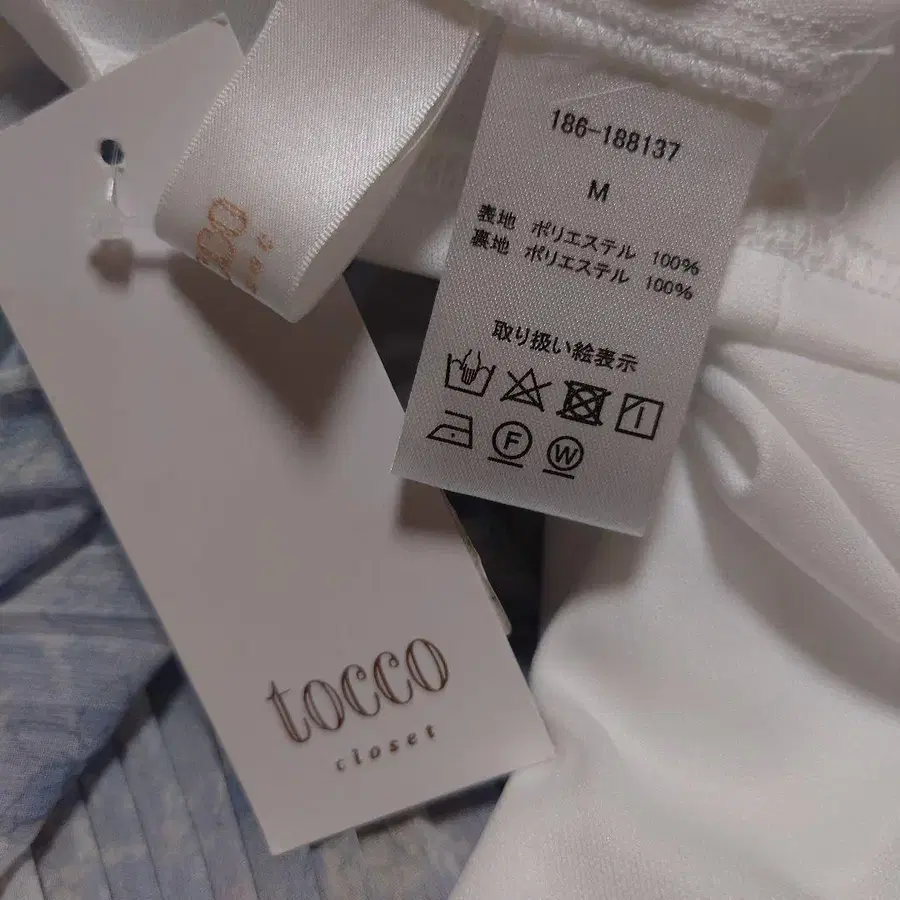 186-188137
M
表地 ポリエステル 100%
裏地 ポリエステル 100%
取り扱い絵表示
F W
tocco
closet